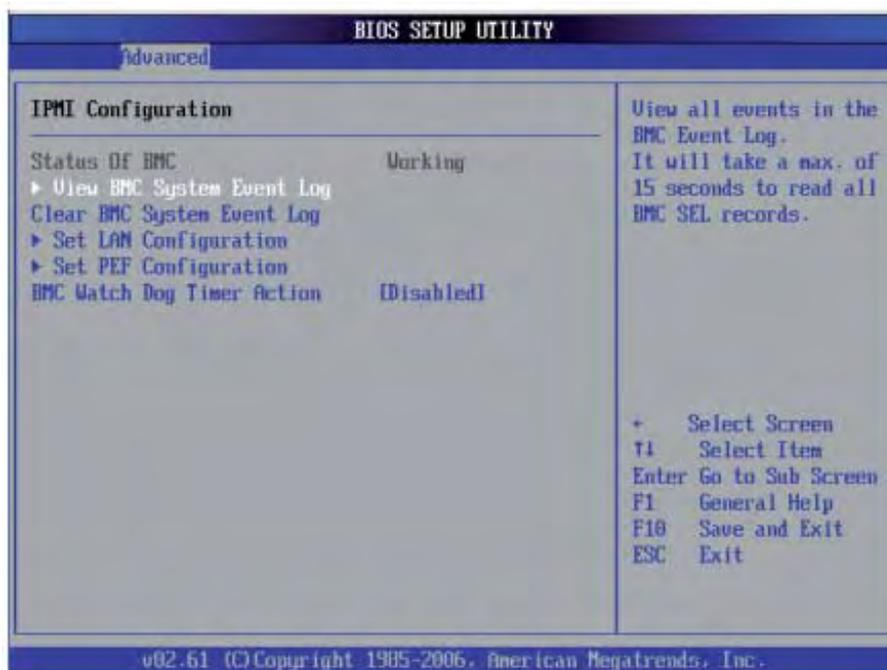 BIOS SETUP UTILITY
Advanced
IPMI Configuration
Status Of BMC Working
▶ View BMC System Event Log
Clear BMC System Event Log
▶ Set LAN Configuration
▶ Set PEF Configuration
BMC Watch Dog Timer Action [Disabled]
View all events in the
BMC Event Log.
It will take a max. of
15 seconds to read all
BMC SEL records.
← Select Screen
↑↓ Select Item
Enter Go to Sub Screen
F1 General Help
F10 Save and Exit
ESC Exit
v02.61 (C)Copyright 1985-2006, American Megatrends, Inc.